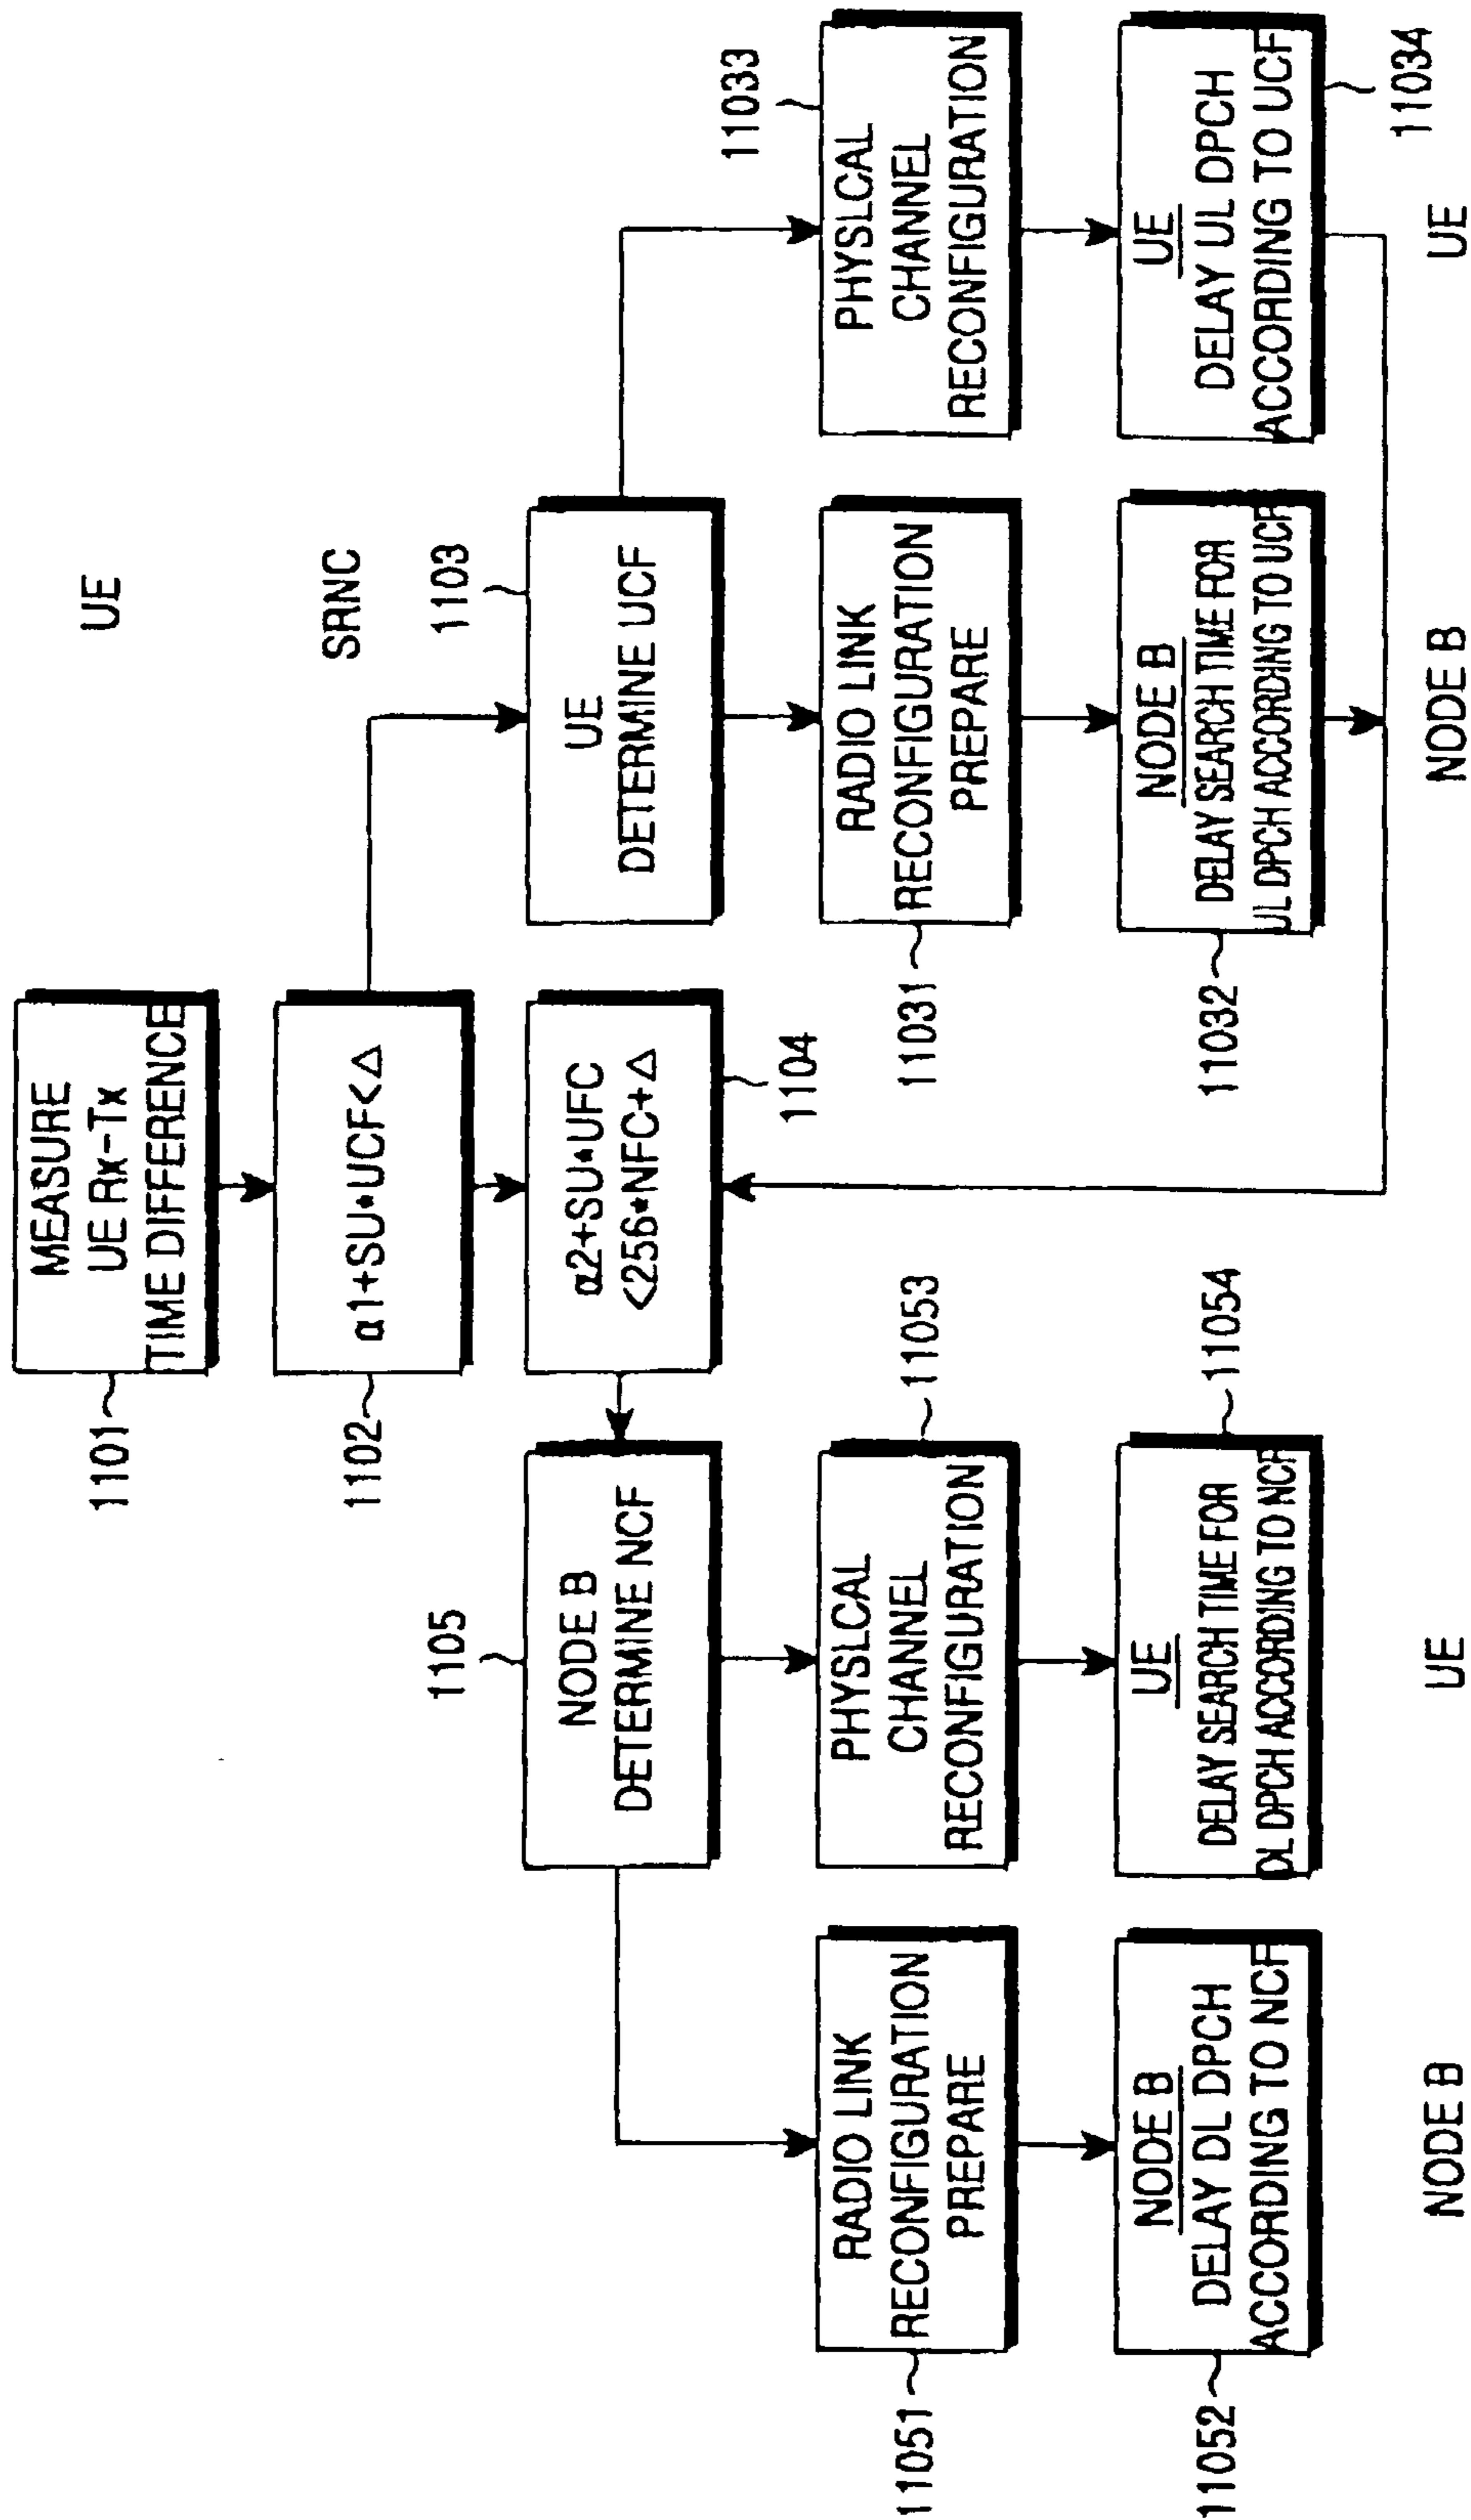 1101
MEASURE
UE Rx-Tx
TIME DIFFERENCE
UE
1102
α1+SU*UCF<Δ
SRNC
1105
NODE B
DETERMINE NCF
α2+SU*UFC
<256*NFC+Δ
1104
1103
UE
DETERMINE UCF
11051
RADIO LINK
RECONFIGURATION
PREPARE
PHYSLCAL
CHANNEL
RECONFIGURATION
11053
11031
RADIO LINK
RECONFIGURATION
PREPARE
PHYSLCAL
CHANNEL
RECONFIGURATION
11033
11052
NODE B
DELAY DL DPCH
ACCORDING TO NCF
UE
DELAY SEARCH TIME FOR
DL DPCH ACCORDING TO NCF
11054
11032
NODE B
DELAY SEARCH TIME FCH
UL DPCH ACCORDING TO UCF
UE
DELAY UL DPCH
ACCORDING TO UCF
11034
NODE B
UE
NODE B
UE